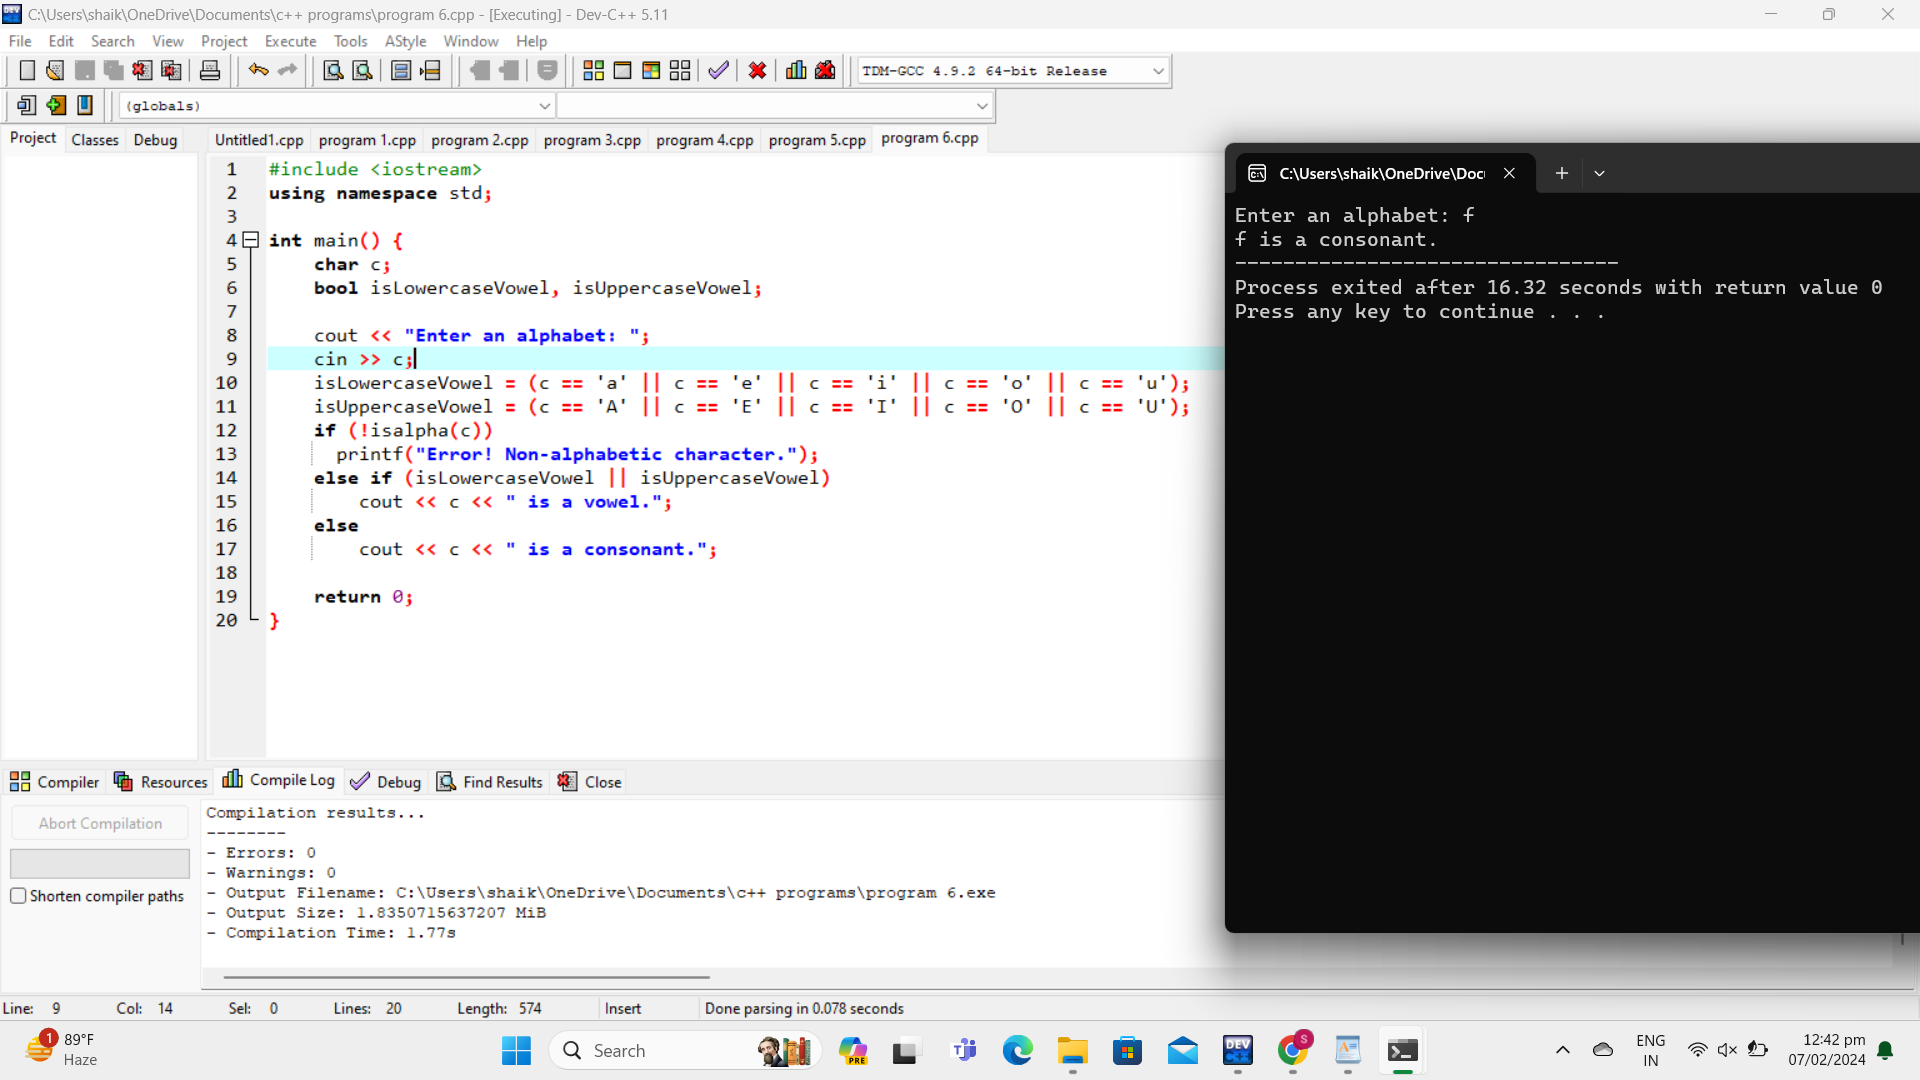 C:\Users\shaik\OneDrive\Documents\c++ programs\program 6.cpp - [Executing] - Dev-C++ 5.11
File Edit Search View Project Execute Tools AStyle Window Help
TDM-GCC 4.9.2 64-bit Release
(globals)
Project Classes Debug
Untitled1.cpp program 1.cpp program 2.cpp program 3.cpp program 4.cpp program 5.cpp program 6.cpp
1 #include <iostream>
2 using namespace std;
3
4 int main() {
5 char c;
6 bool isLowercaseVowel, isUppercaseVowel;
7
8 cout << "Enter an alphabet: ";
9 cin >> c;
10 isLowercaseVowel = (c == 'a' || c == 'e' || c == 'i' || c == 'o' || c == 'u');
11 isUppercaseVowel = (c == 'A' || c == 'E' || c == 'I' || c == 'O' || c == 'U');
12 if (!isalpha(c))
13 printf("Error! Non-alphabetic character.");
14 else if (isLowercaseVowel || isUppercaseVowel)
15 cout << c << " is a vowel.";
16 else
17 cout << c << " is a consonant.";
18
19 return 0;
20 }
C:\Users\shaik\OneDrive\Doc
Enter an alphabet: f
f is a consonant.
--------------------------------
Process exited after 16.32 seconds with return value 0
Press any key to continue . . .
Compiler Resources Compile Log Debug Find Results Close
Abort Compilation
Shorten compiler paths
Compilation results...
--------
- Errors: 0
- Warnings: 0
- Output Filename: C:\Users\shaik\OneDrive\Documents\c++ programs\program 6.exe
- Output Size: 1.8350715637207 MiB
- Compilation Time: 1.77s
Line: 9 Col: 14 Sel: 0 Lines: 20 Length: 574 Insert Done parsing in 0.078 seconds
1
89°F
Haze
Search
PRE
DEV
S
ENG
IN
12:42 pm
07/02/2024